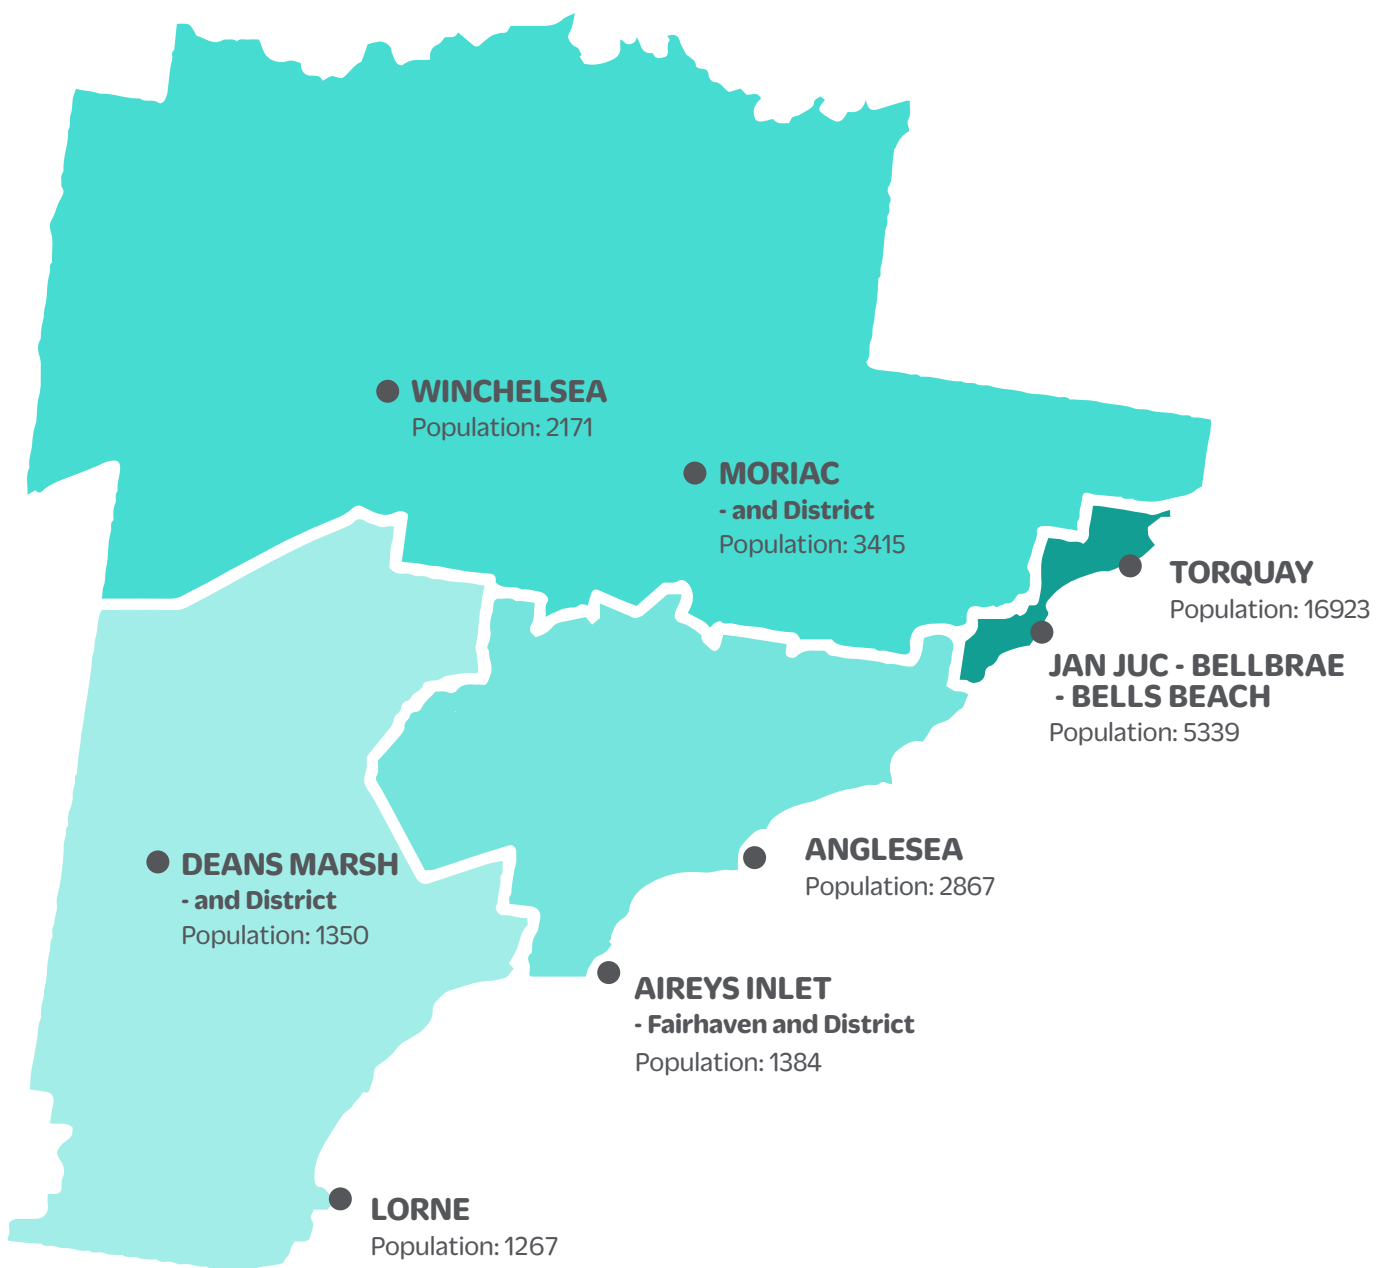 WINCHELSEA
Population: 2171
MORIAC
- and District
Population: 3415
TORQUAY
Population: 16923
JAN JUC - BELLBRAE
- BELLS BEACH
Population: 5339
ANGLESEA
Population: 2867
DEANS MARSH
- and District
Population: 1350
AIREYS INLET
- Fairhaven and District
Population: 1384
LORNE
Population: 1267